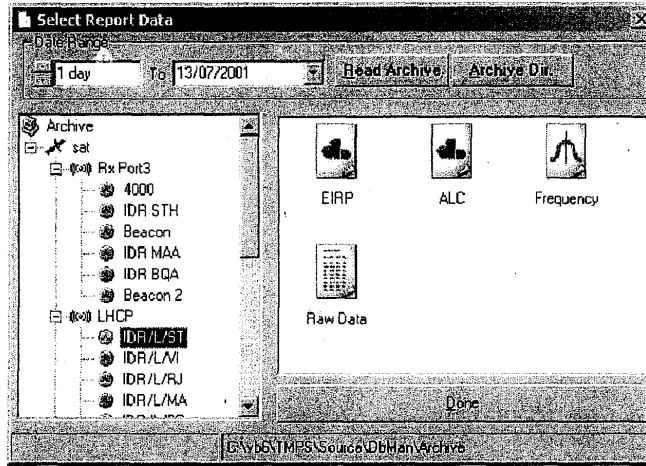 Select Report Data
Date Range
1 day To 13/07/2001 Read Archive Archive Dir..
Archive
sat
Rx Port3
4000
IDR STH
Beacon
IDR MAA
IDR BQA
Beacon 2
LHCP
IDR/L/ST
IDR/L/VI
IDR/L/RJ
IDR/L/MA
EIRP ALC Frequency
Raw Data
Done
C:\vb6\TMPS\Source\DbMan\Archive